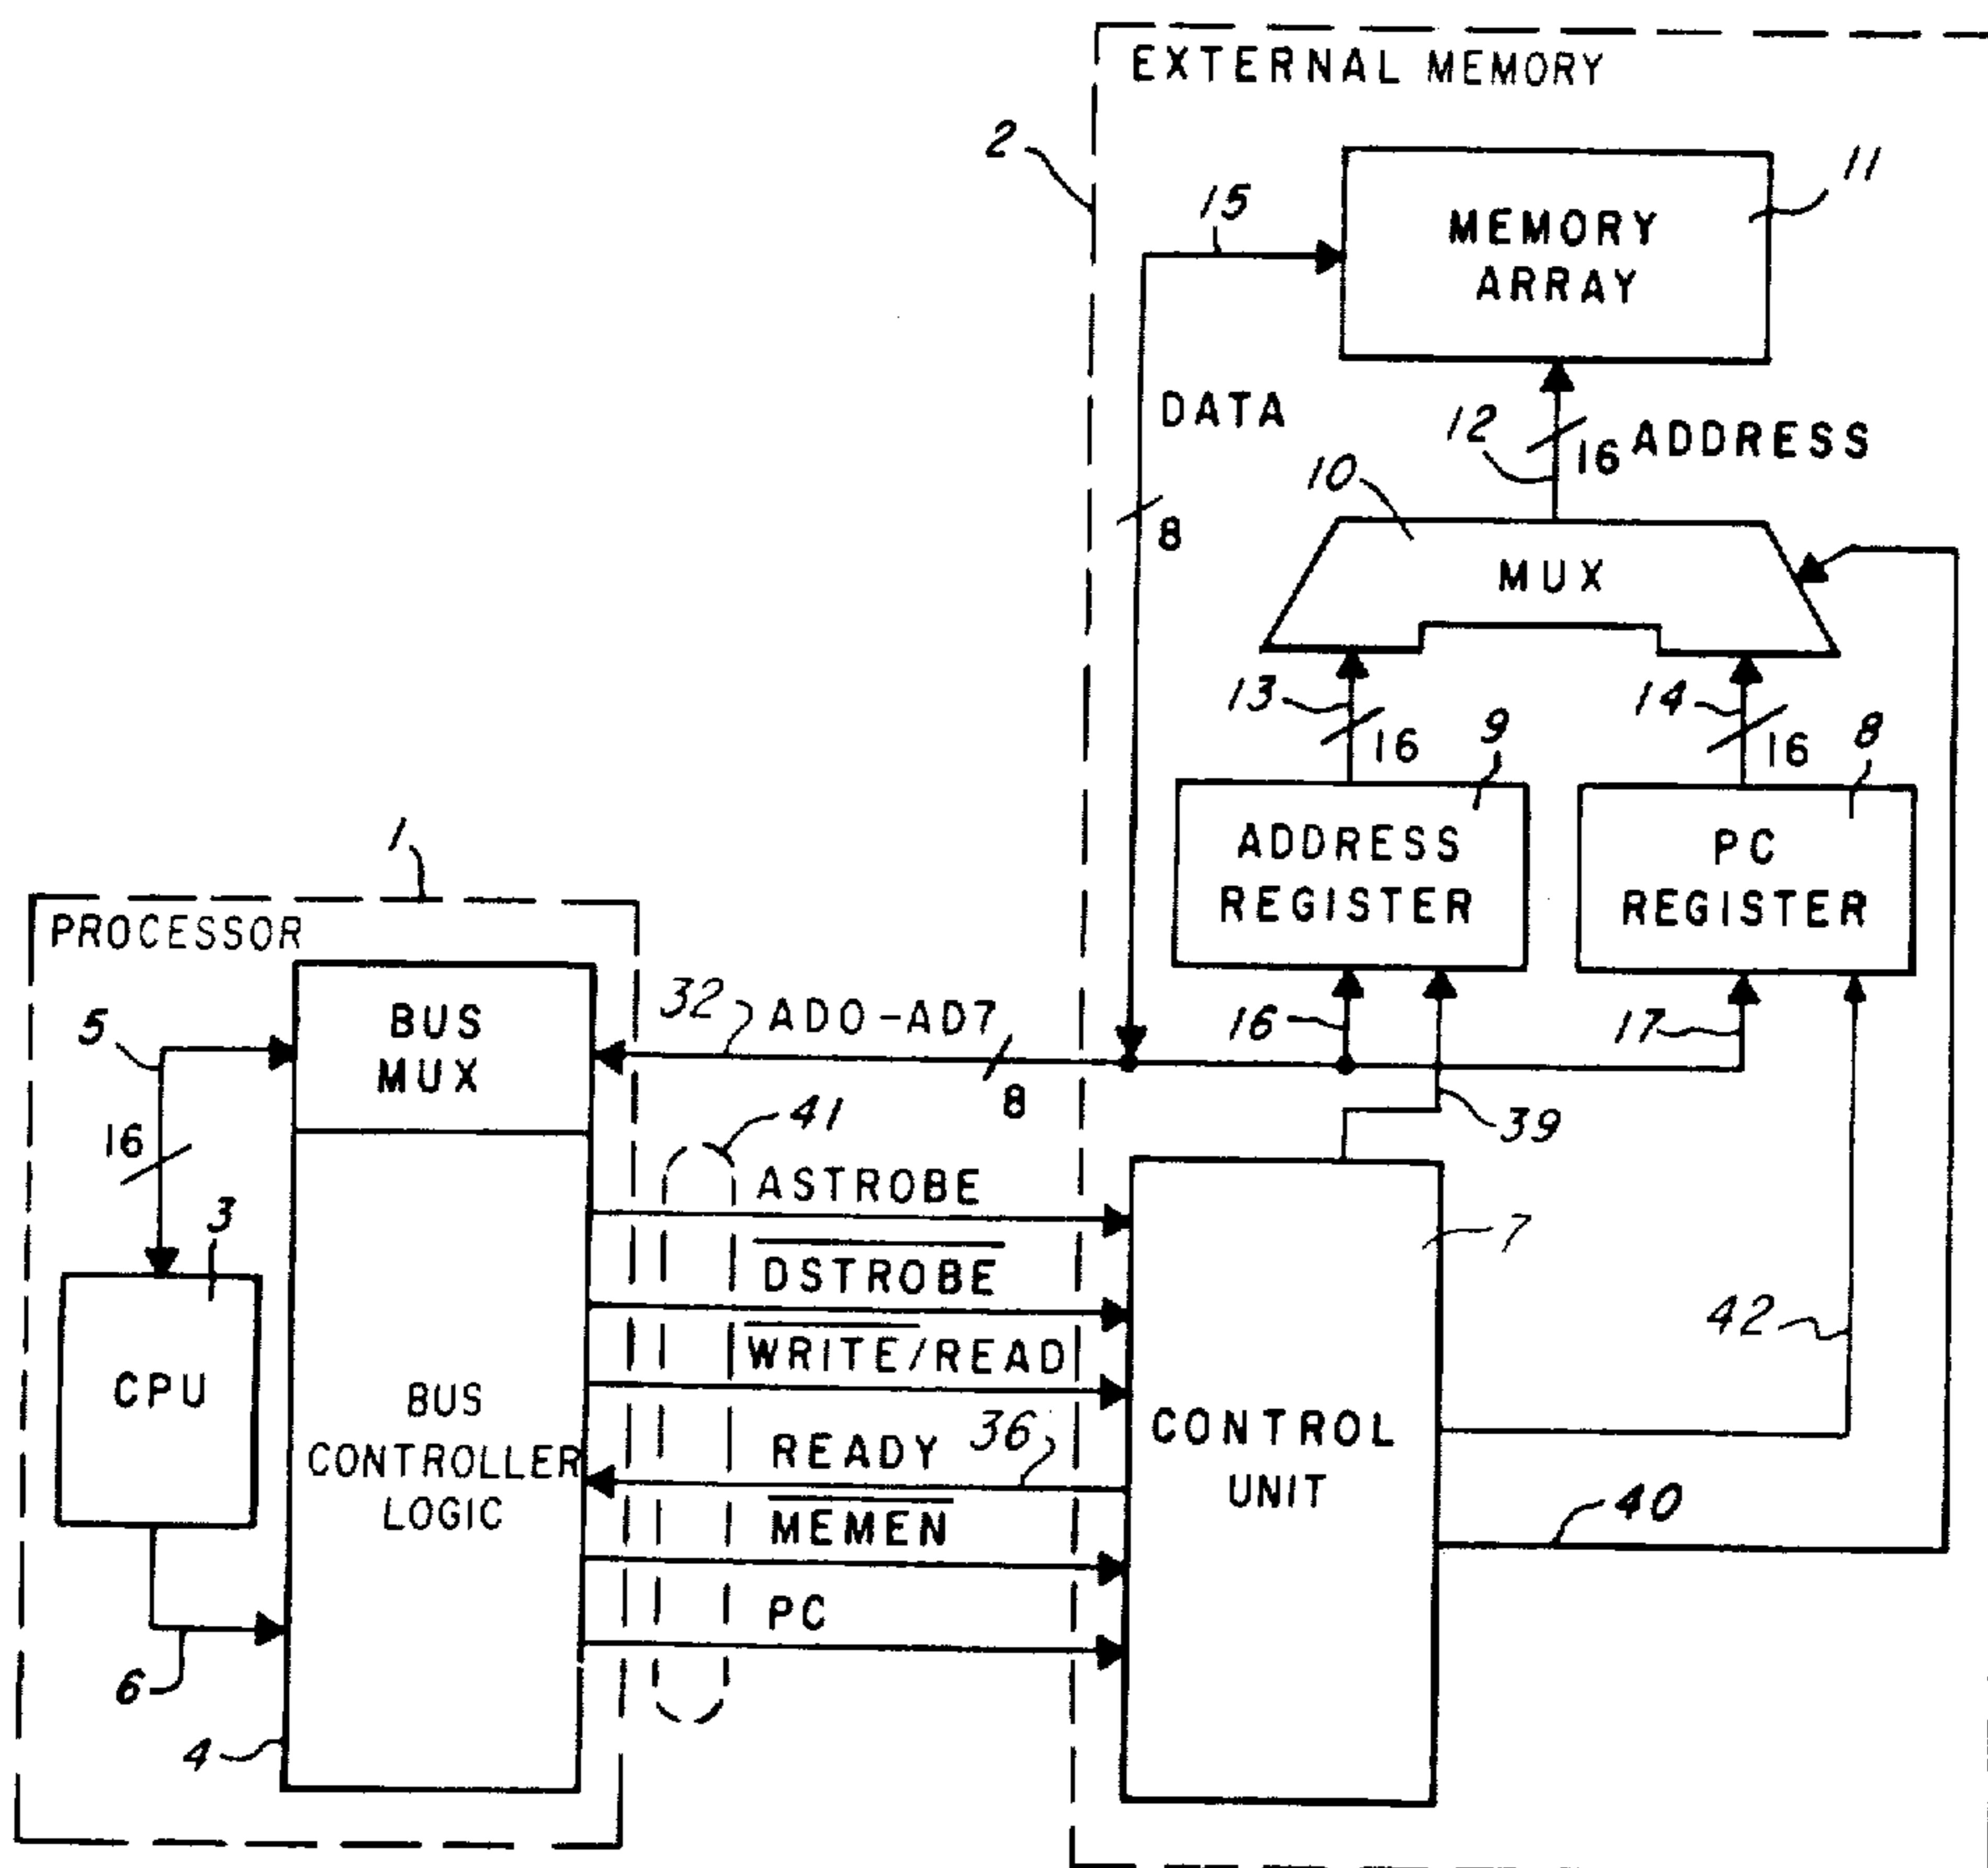 EXTERNAL MEMORY
2
11
15
MEMORY
ARRAY
DATA
12
16 ADDRESS
10
8
MUX
13
16
14
16
9
8
ADDRESS
REGISTER
PC
REGISTER
1
PROCESSOR
BUS
MUX
5
32
AD0-AD7
8
16
17
39
16
41
3
ASTROBE
DSTROBE
WRITE/READ
READY
36
MEMEN
PC
7
42
CPU
BUS
CONTROLLER
LOGIC
CONTROL
UNIT
40
6
4